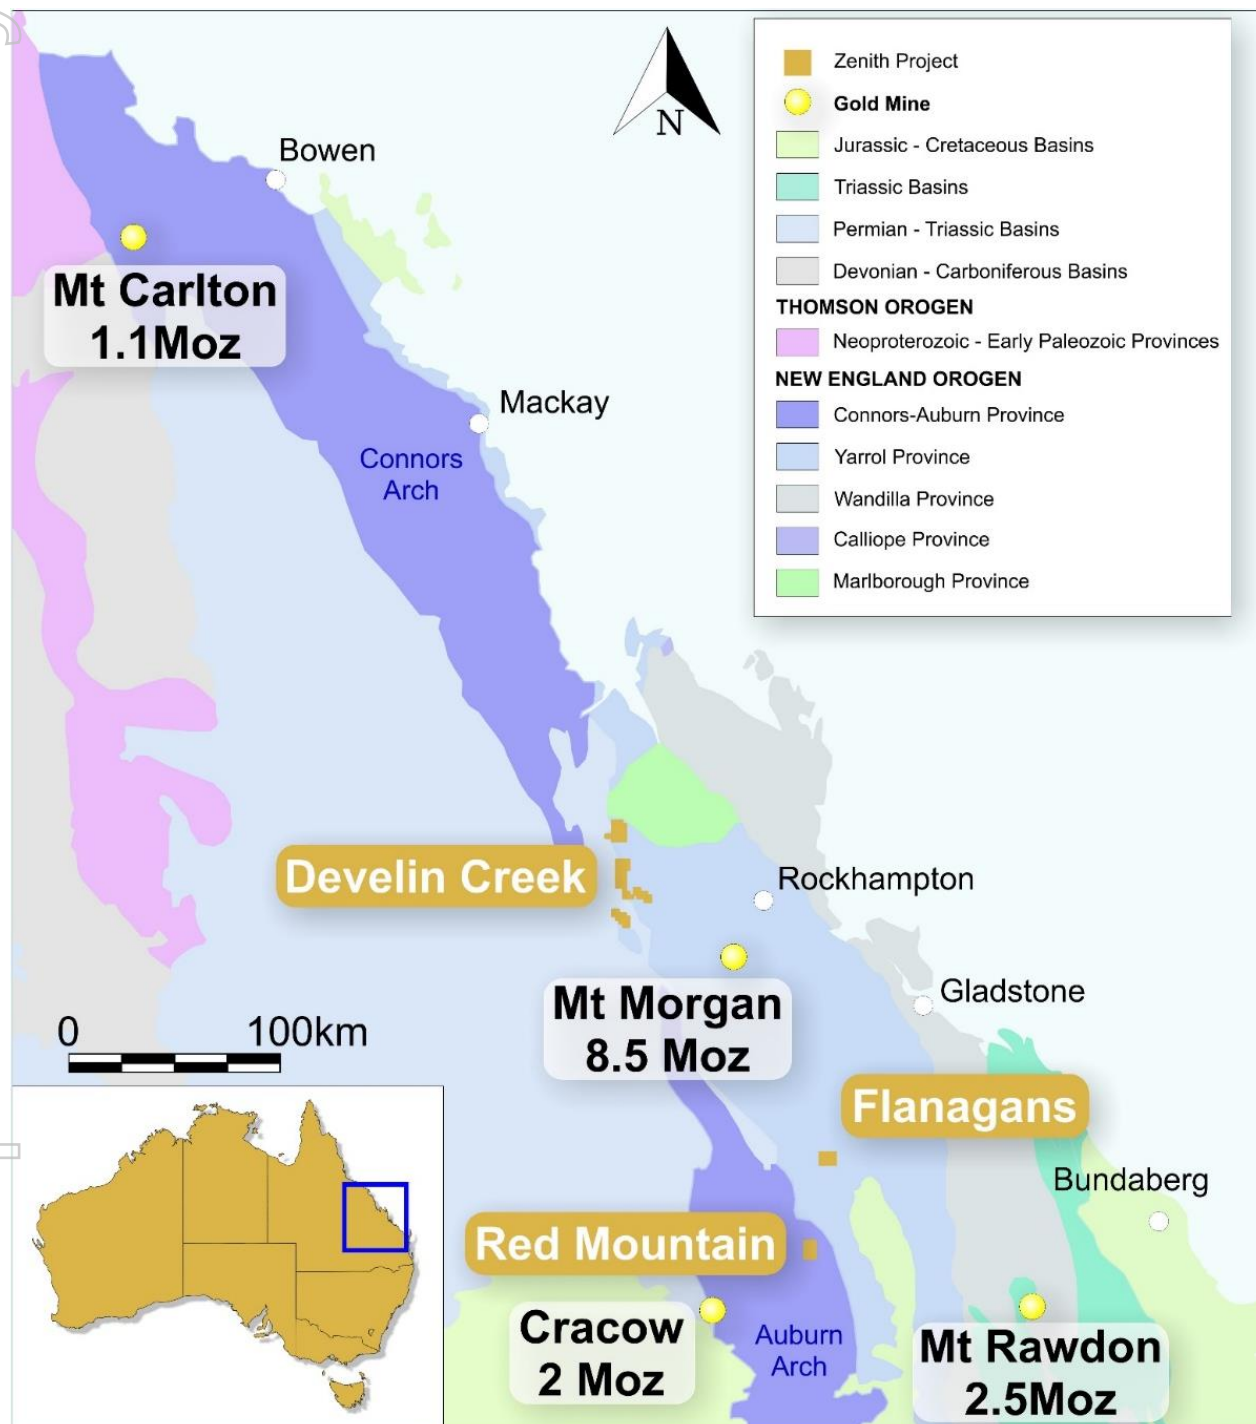 Bowen
N
Zenith Project
Gold Mine
Jurassic - Cretaceous Basins
Triassic Basins
Permian - Triassic Basins
Devonian - Carboniferous Basins
THOMSON OROGEN
Neoproterozoic - Early Paleozoic Provinces
NEW ENGLAND OROGEN
Connors-Auburn Province
Yarrol Province
Wandilla Province
Calliope Province
Marlborough Province
Mt Carlton
1.1Moz
Mackay
Connors
Arch
Develin Creek
Rockhampton
Mt Morgan
8.5 Moz
Gladstone
0 100km
Flanagans
Bundaberg
Red Mountain
Cracow
2 Moz
Auburn
Arch
Mt Rawdon
2.5Moz